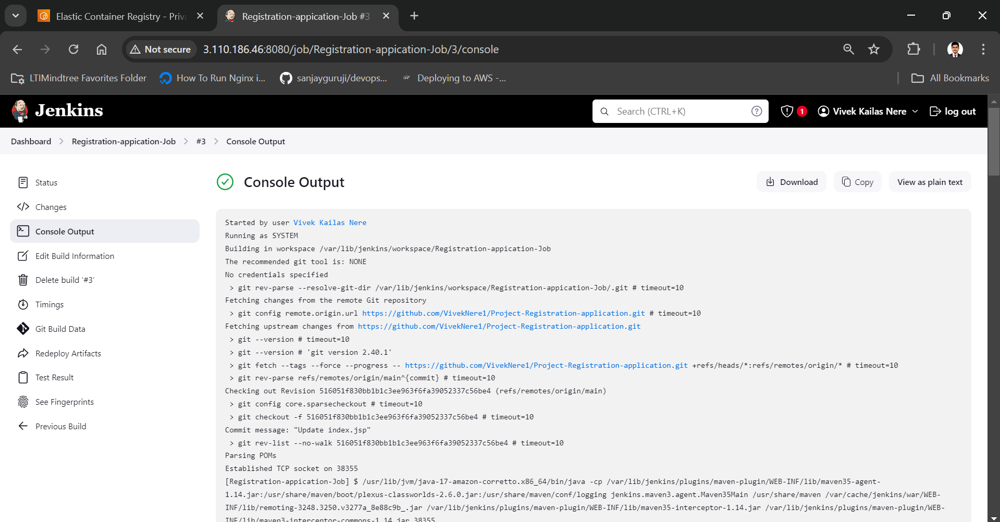 Elastic Container Registry - Priva
Registration-appication-Job #3
Not secure
3.110.186.46:8080/job/Registration-appication-Job/3/console
LTIMindtree Favorites Folder
How To Run Nginx i...
sanjayguruji/devops...
Deploying to AWS -...
All Bookmarks
Jenkins
Search (CTRL+K)
?
1
Vivek Kailas Nere
log out
Dashboard
Registration-appication-Job
#3
Console Output
Status
Changes
Console Output
Edit Build Information
Delete build ‘#3’
Timings
Git Build Data
Redeploy Artifacts
Test Result
See Fingerprints
Previous Build
Console Output
Download
Copy
View as plain text
Started by user Vivek Kailas Nere
Running as SYSTEM
Building in workspace /var/lib/jenkins/workspace/Registration-appication-Job
The recommended git tool is: NONE
No credentials specified
> git rev-parse --resolve-git-dir /var/lib/jenkins/workspace/Registration-appication-Job/.git # timeout=10
Fetching changes from the remote Git repository
> git config remote.origin.url https://github.com/VivekNere1/Project-Registration-application.git # timeout=10
Fetching upstream changes from https://github.com/VivekNere1/Project-Registration-application.git
> git --version # timeout=10
> git --version # 'git version 2.40.1'
> git fetch --tags --force --progress -- https://github.com/VivekNere1/Project-Registration-application.git +refs/heads/*:refs/remotes/origin/* # timeout=10
> git rev-parse refs/remotes/origin/main^{commit} # timeout=10
Checking out Revision 516051f830bb1b1c3ee963f6fa39052337c56be4 (refs/remotes/origin/main)
> git config core.sparsecheckout # timeout=10
> git checkout -f 516051f830bb1b1c3ee963f6fa39052337c56be4 # timeout=10
Commit message: "Update index.jsp"
> git rev-list --no-walk 516051f830bb1b1c3ee963f6fa39052337c56be4 # timeout=10
Parsing POMs
Established TCP socket on 38355
[Registration-appication-Job] $ /usr/lib/jvm/java-17-amazon-corretto.x86_64/bin/java -cp /var/lib/jenkins/plugins/maven-plugin/WEB-INF/lib/maven35-agent-
1.14.jar:/usr/share/maven/boot/plexus-classworlds-2.6.0.jar:/usr/share/maven/conf/logging jenkins.maven3.agent.Maven35Main /usr/share/maven /var/cache/jenkins/war/WEB-
INF/lib/remoting-3248.3250.v3277a_8e88c9b_.jar /var/lib/jenkins/plugins/maven-plugin/WEB-INF/lib/maven35-interceptor-1.14.jar /var/lib/jenkins/plugins/maven-plugin/WEB-
INF/lib/maven3-interceptor-commons-1.14.jar 38355